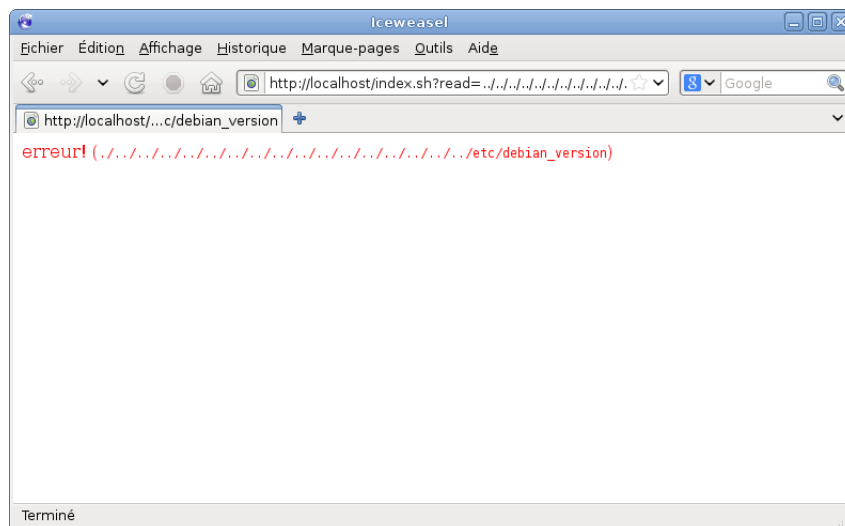 Iceweasel
Fichier Édition Affichage Historique Marque-pages Outils Aide
http://localhost/index.sh?read=../../../../../../../../../../../. Google
http://localhost/...c/debian_version
erreur! (./../../../../../../../../../../../../../../../../../etc/debian_version)
Terminé